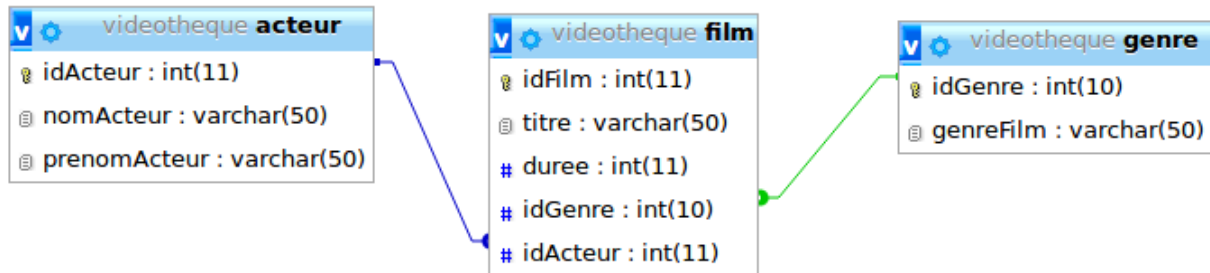 v videotheque acteur
idActeur : int(11)
nomActeur : varchar(50)
prenomActeur : varchar(50)
v videotheque film
idFilm : int(11)
titre : varchar(50)
# duree : int(11)
# idGenre : int(10)
# idActeur : int(11)
v videotheque genre
idGenre : int(10)
genreFilm : varchar(50)